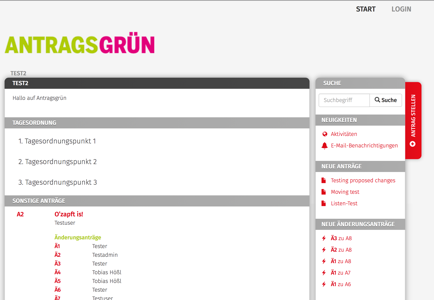 START LOGIN
ANTRAGSGRÜN
TEST2
TEST2
Hallo auf Antragsgrün
TAGESORDNUNG
1. Tagesordnungspunkt 1
2. Tagesordnungspunkt 2
3. Tagesordnungspunkt 3
SONSTIGE ANTRÄGE
A2 O'zapft is!
Testuser
Änderungsanträge
Ä1 Tester
Ä2 Testadmin
Ä3 Tester
Ä4 Tobias Hößl
Ä5 Tobias Hößl
Ä6 Tester
Ä7 Testuser
SUCHE
Suchbegriff Suche
NEUIGKEITEN
Aktivitäten
E-Mail-Benachrichtigungen
NEUE ANTRÄGE
Testing proposed changes
Moving test
Listen-Test
NEUE ÄNDERUNGSANTRÄGE
Ä3 zu A8
Ä2 zu A8
Ä1 zu A8
Ä1 zu A7
Ä1 zu A6
ANTRAG STELLEN